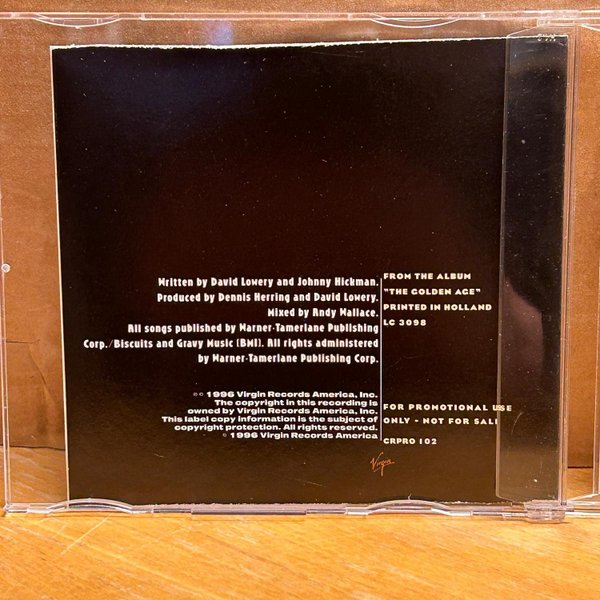 Written by David Lowery and Johnny Hickman.
Produced by Dennis Herring and David Lowery.
Mixed by Andy Wallace.
All songs published by Warner-Tamerlane Publishing
Corp./Biscuits and Gravy Music (BMI). All rights administered
by Warner-Tamerlane Publishing Corp.
℗© 1996 Virgin Records America, Inc.
The copyright in this recording is
owned by Virgin Records America, Inc.
This label copy information is the subject of
copyright protection. All rights reserved.
© 1996 Virgin Records America
FROM THE ALBUM
"THE GOLDEN AGE"
PRINTED IN HOLLAND
LC 3098
FOR PROMOTIONAL USE
ONLY - NOT FOR SALE
CRPRO 102
Virgin